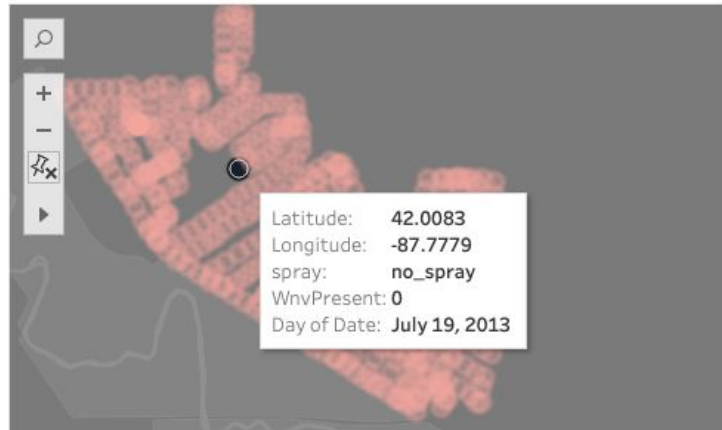 Latitude: 42.0083
Longitude: -87.7779
spray: no_spray
WnvPresent: 0
Day of Date: July 19, 2013